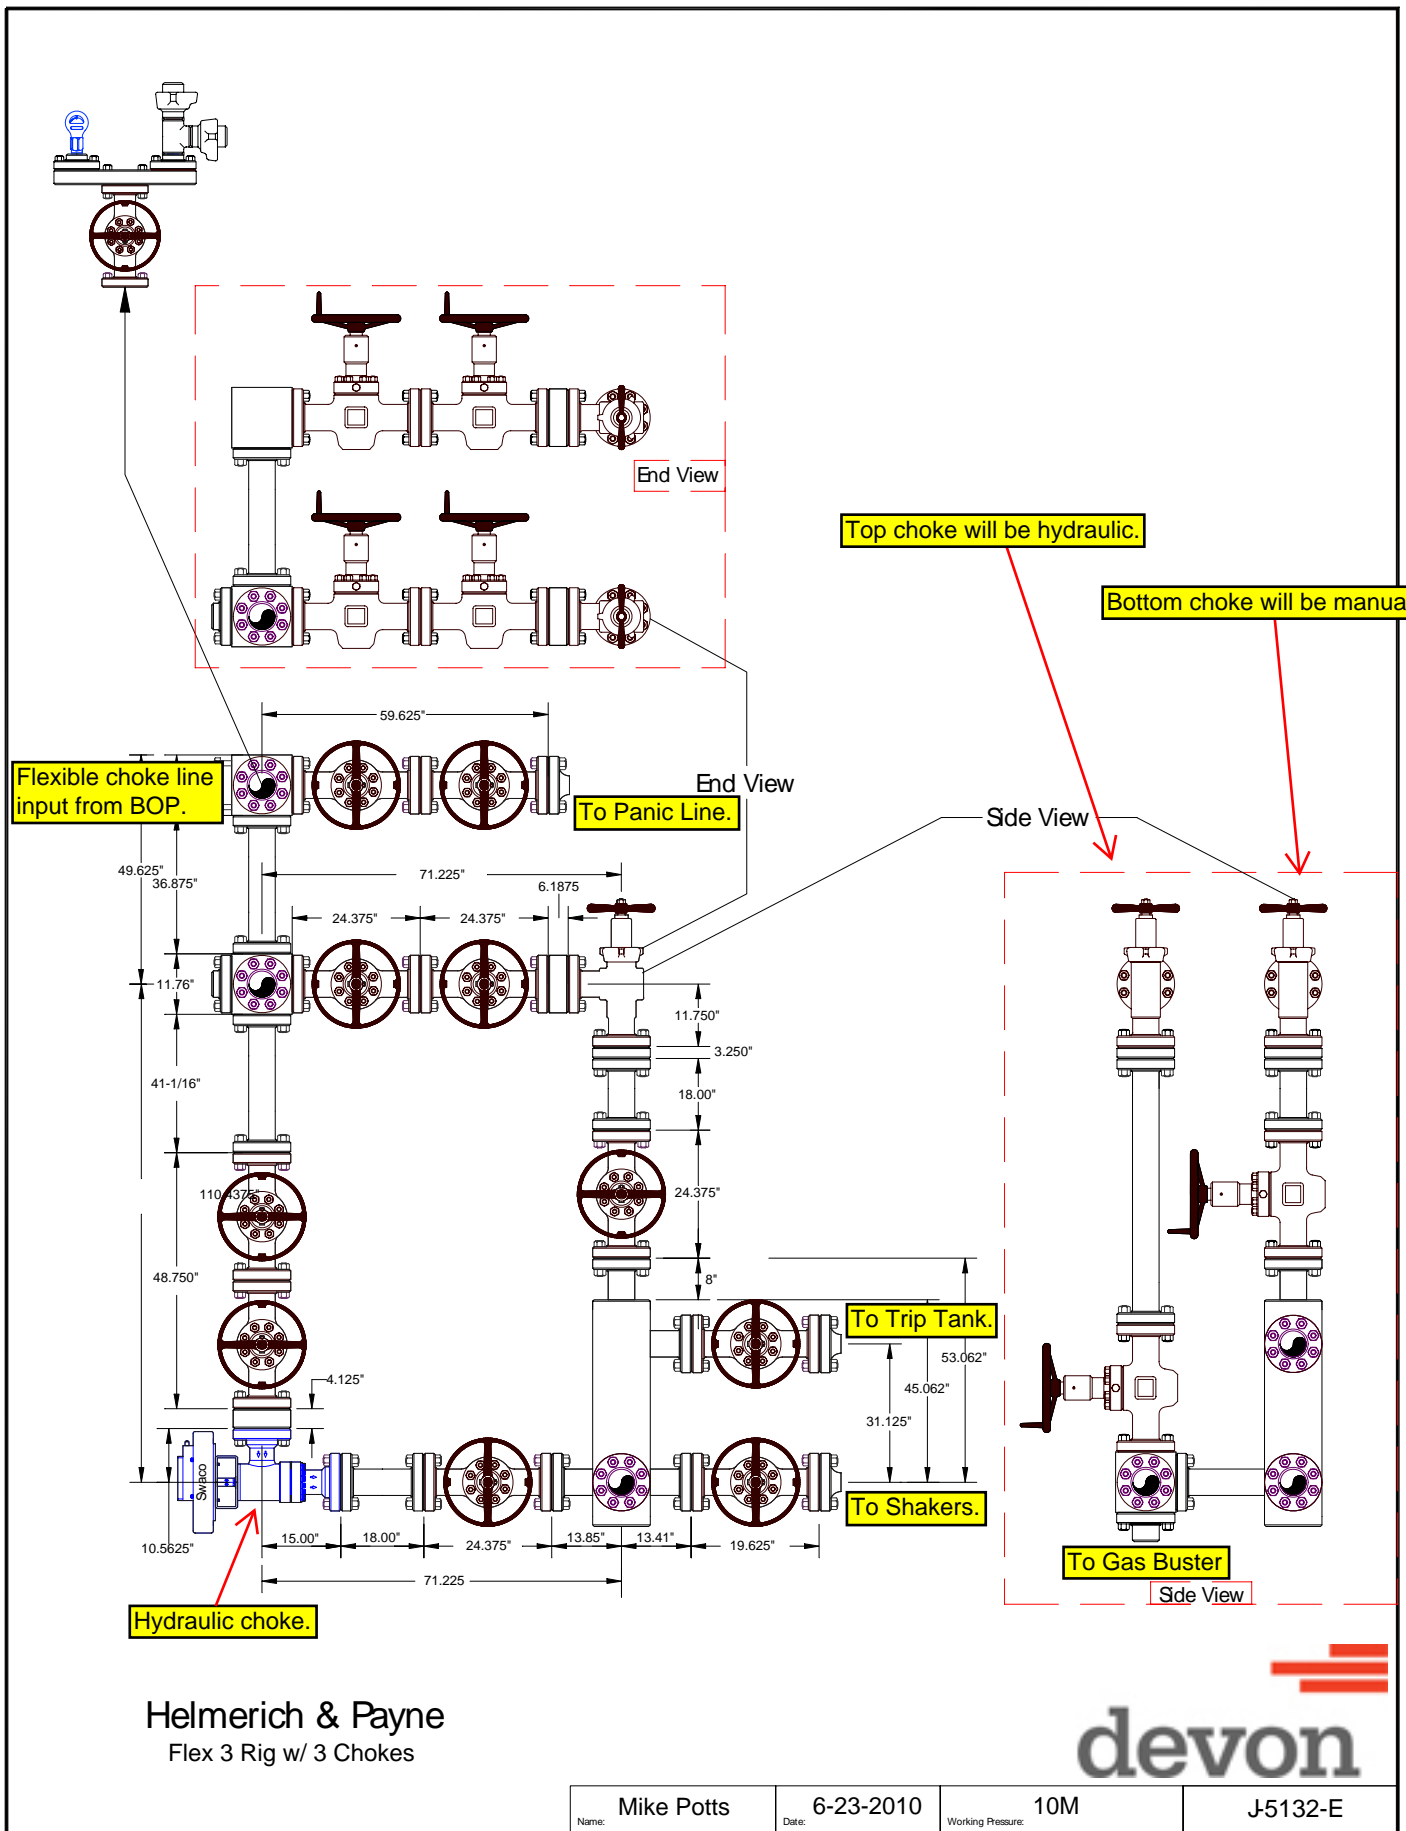 End View
Top choke will be hydraulic.
Bottom choke will be manua
59.625"
Flexible choke line
input from BOP.
End View
To Panic Line.
Side View
49.625"
36.875"
71.225"
6.1875
24.375"
24.375"
11.76"
11.750"
3.250"
41-1/16"
18.00"
110.4375"
24.375"
48.750"
8"
To Trip Tank.
53.062"
4.125"
45.062"
31.125"
Swaco
To Shakers.
10.5625"
15.00"
18.00"
24.375"
13.85"
13.41"
19.625"
To Gas Buster
71.225
Side View
Hydraulic choke.
Helmerich & Payne
Flex 3 Rig w/ 3 Chokes
devon
Name: Mike Potts
Date: 6-23-2010
Working Pressure: 10M
J-5132-E